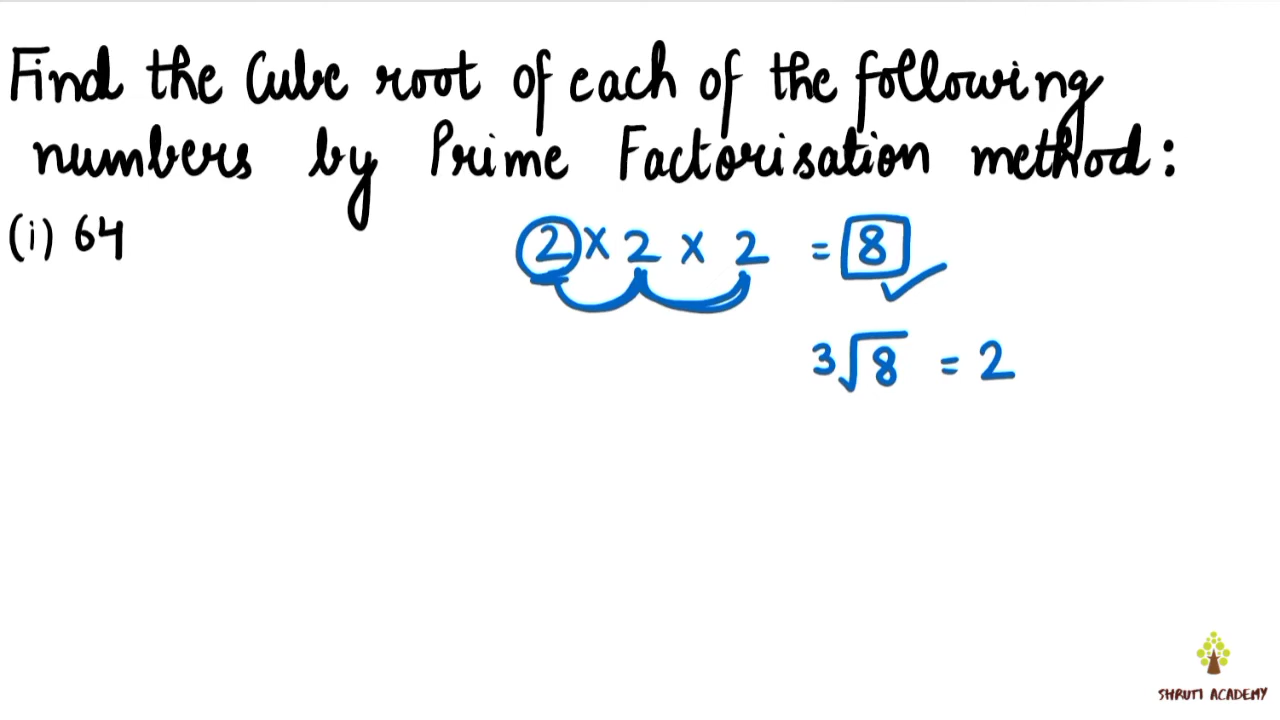 Find the Cube root of each of the following
numbers by Prime Factorisation method:
(i) 64
2 × 2 × 2 = 8
3√8 = 2
SHRUTI ACADEMY